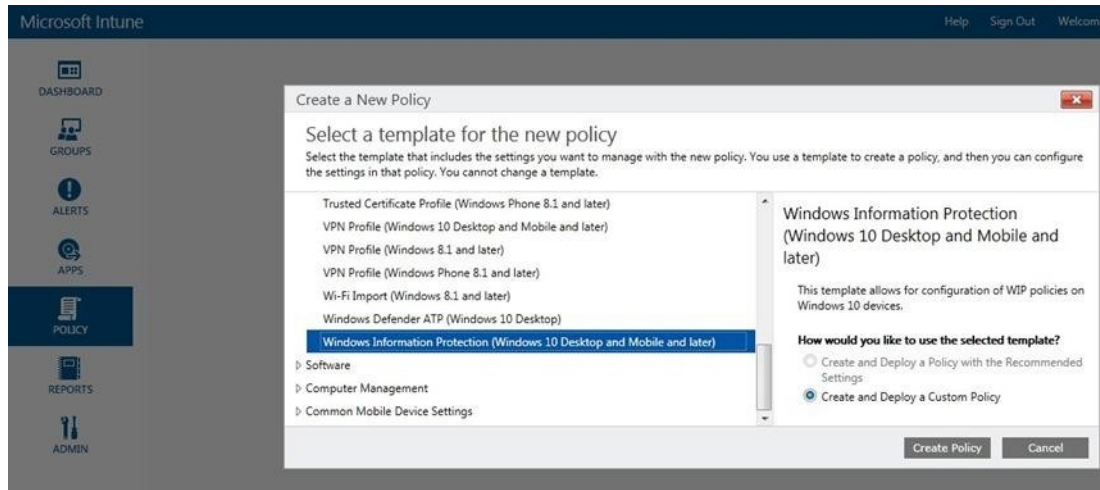 Microsoft Intune
Help Sign Out Welcom
DASHBOARD
GROUPS
ALERTS
APPS
POLICY
REPORTS
ADMIN
Create a New Policy
Select a template for the new policy
Select the template that includes the settings you want to manage with the new policy. You use a template to create a policy, and then you can configure
the settings in that policy. You cannot change a template.
Trusted Certificate Profile (Windows Phone 8.1 and later)
VPN Profile (Windows 10 Desktop and Mobile and later)
VPN Profile (Windows 8.1 and later)
VPN Profile (Windows Phone 8.1 and later)
Wi-Fi Import (Windows 8.1 and later)
Windows Defender ATP (Windows 10 Desktop)
Windows Information Protection (Windows 10 Desktop and Mobile and later)
Software
Computer Management
Common Mobile Device Settings
Windows Information Protection
(Windows 10 Desktop and Mobile and
later)
This template allows for configuration of WIP policies on
Windows 10 devices.
How would you like to use the selected template?
Create and Deploy a Policy with the Recommended
Settings
Create and Deploy a Custom Policy
Create Policy
Cancel